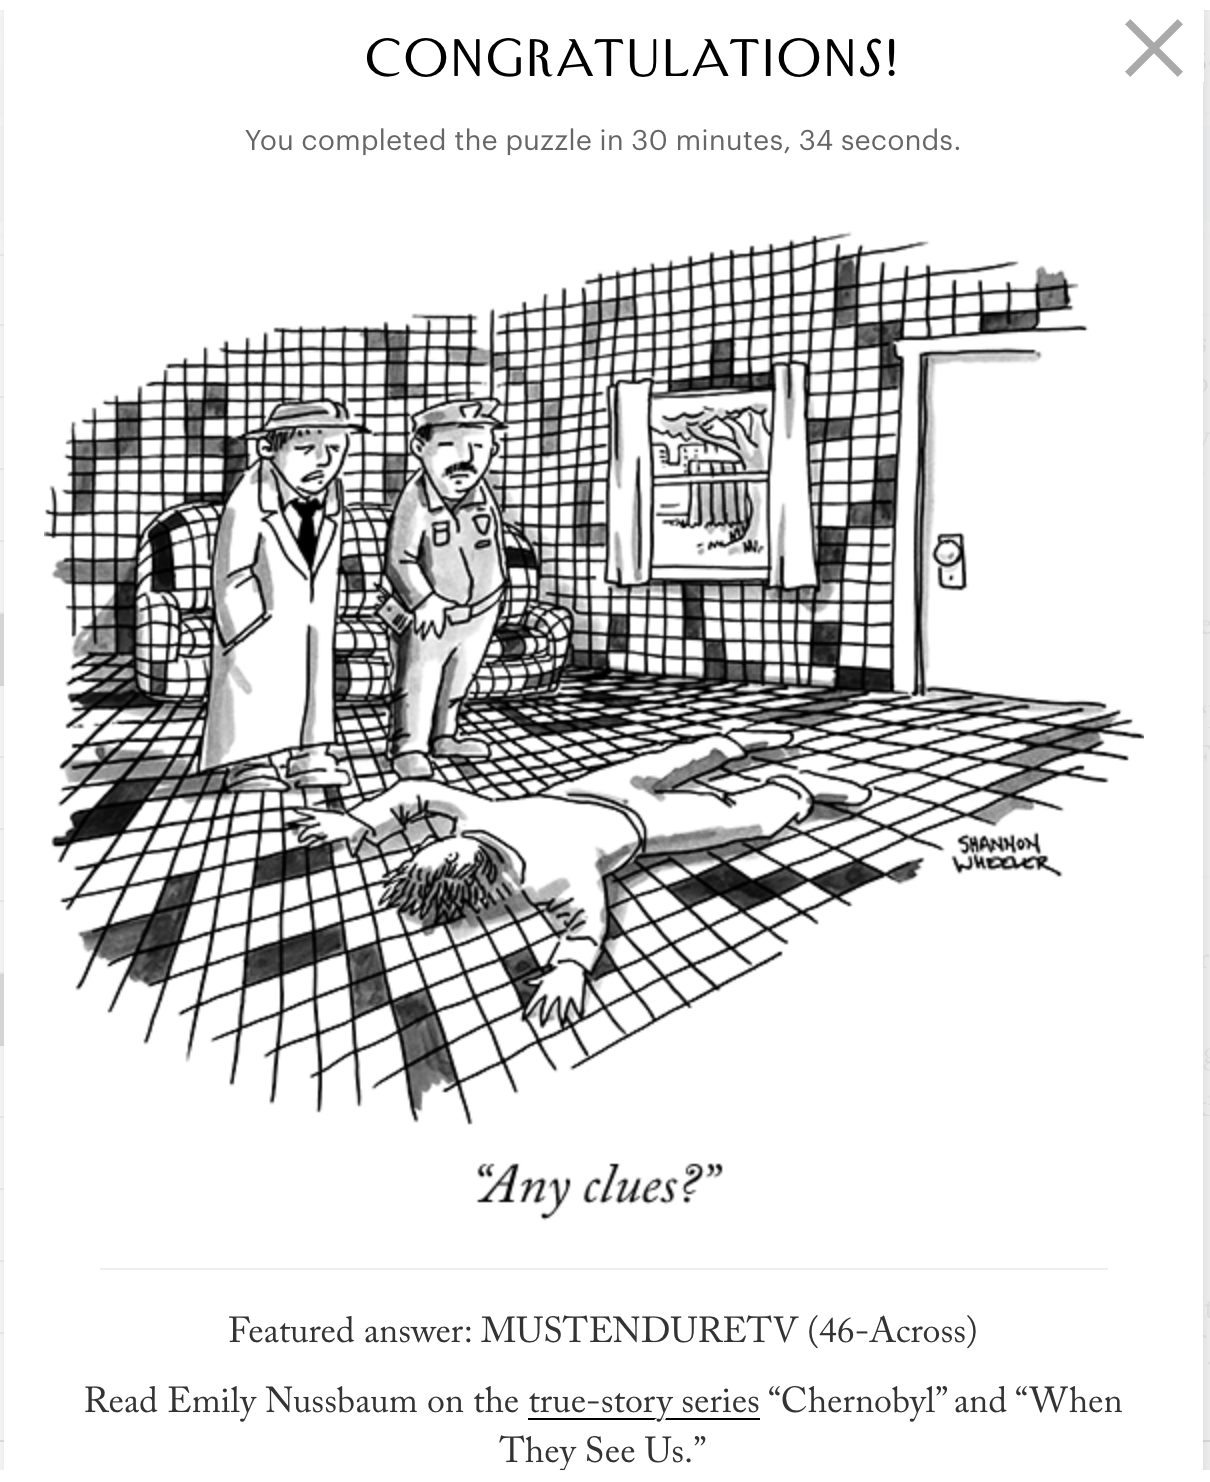 CONGRATULATIONS!
You completed the puzzle in 30 minutes, 34 seconds.
SHANNON
WHEELER
“Any clues?”
Featured answer: MUSTENDURETV (46-Across)
Read Emily Nussbaum on the true-story series “Chernobyl” and “When
They See Us.”